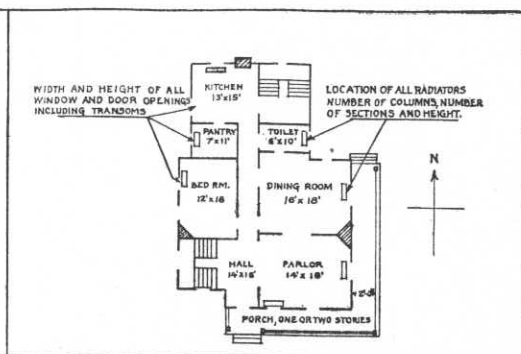 KITCHEN
13'x15'
WIDTH AND HEIGHT OF ALL
WINDOW AND DOOR OPENINGS
INCLUDING TRANSOMS
LOCATION OF ALL RADIATORS
NUMBER OF COLUMNS, NUMBER
OF SECTIONS AND HEIGHT.
PANTRY
7'x11'
TOILET
6'x10'
N
BED RM.
12'x18
DINING ROOM
16'x18'
HALL
14'x18'
PARLOR
14'x18'
PORCH, ONE OR TWO STORIES